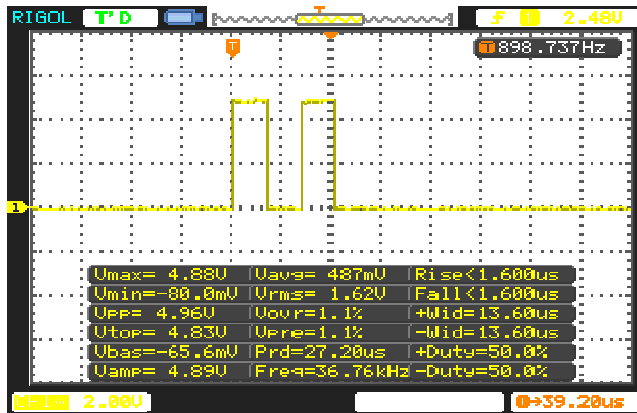 RIGOL T'D T f 1 2.48V
T 898.737Hz
T
1
Vmax= 4.88V Vavg= 487mV Rise<1.600us
Vmin=-80.0mV Vrms= 1.62V Fall<1.600us
Vpp= 4.96V Vovr=1.1% +Wid=13.60us
Vtop= 4.83V Vpre=1.1% -Wid=13.60us
Vbas=-65.6mV Prd=27.20us +Duty=50.0%
Vamp= 4.89V Freq=36.76kHz -Duty=50.0%
2.00V 39.20us